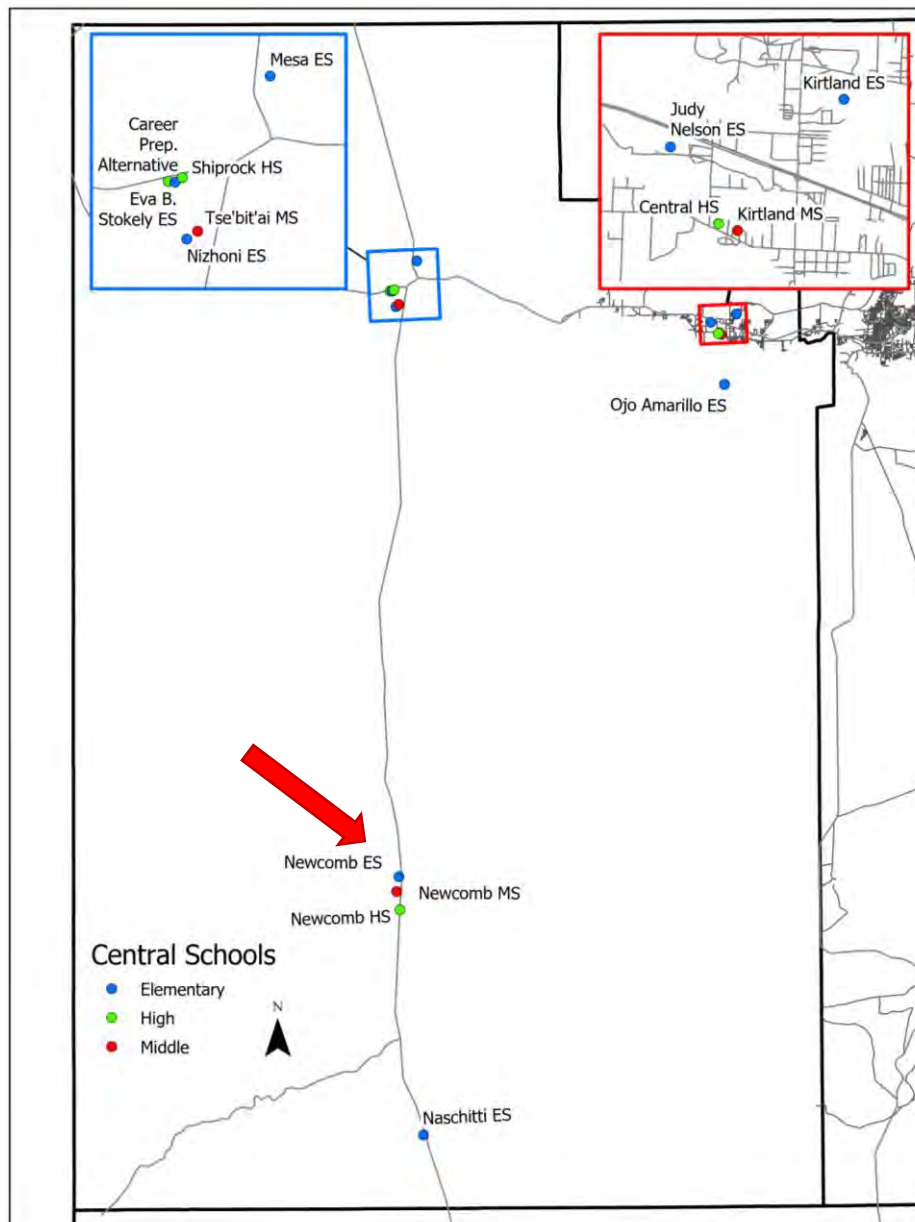 Mesa ES
Career
Prep.
Alternative
Shiprock HS
Eva B.
Stokely ES
Tse'bit'ai MS
Nizhoni ES
Kirtland ES
Judy
Nelson ES
Central HS
Kirtland MS
Ojo Amarillo ES
Newcomb ES
Newcomb MS
Newcomb HS
Central Schools
Elementary
High
Middle
N
Naschitti ES